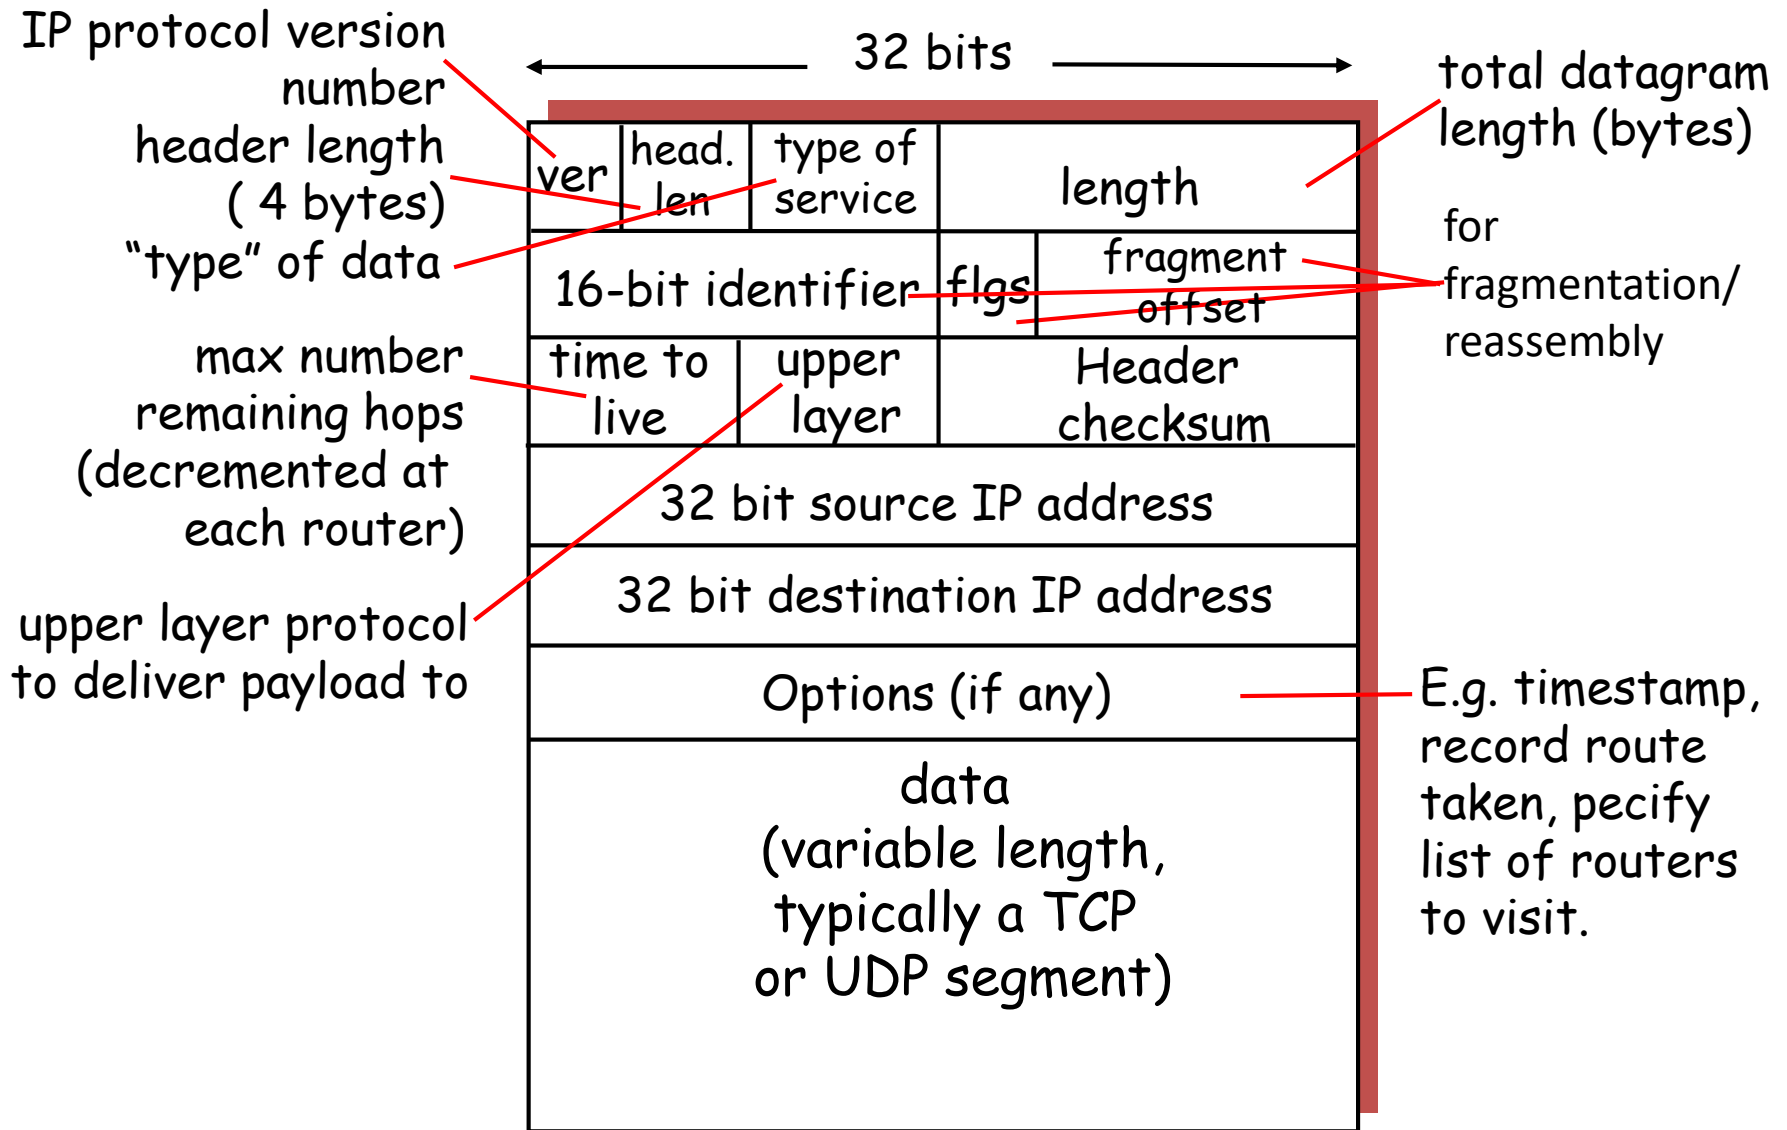 IP protocol version
number
header length
( 4 bytes)
“type” of data
max number
remaining hops
(decremented at
each router)
upper layer protocol
to deliver payload to
32 bits
ver
head.
len
type of
service
length
16-bit identifier
flgs
fragment
offset
time to
live
upper
layer
Header
checksum
32 bit source IP address
32 bit destination IP address
Options (if any)
data
(variable length,
typically a TCP
or UDP segment)
total datagram
length (bytes)
for
fragmentation/
reassembly
E.g. timestamp,
record route
taken, pecify
list of routers
to visit.